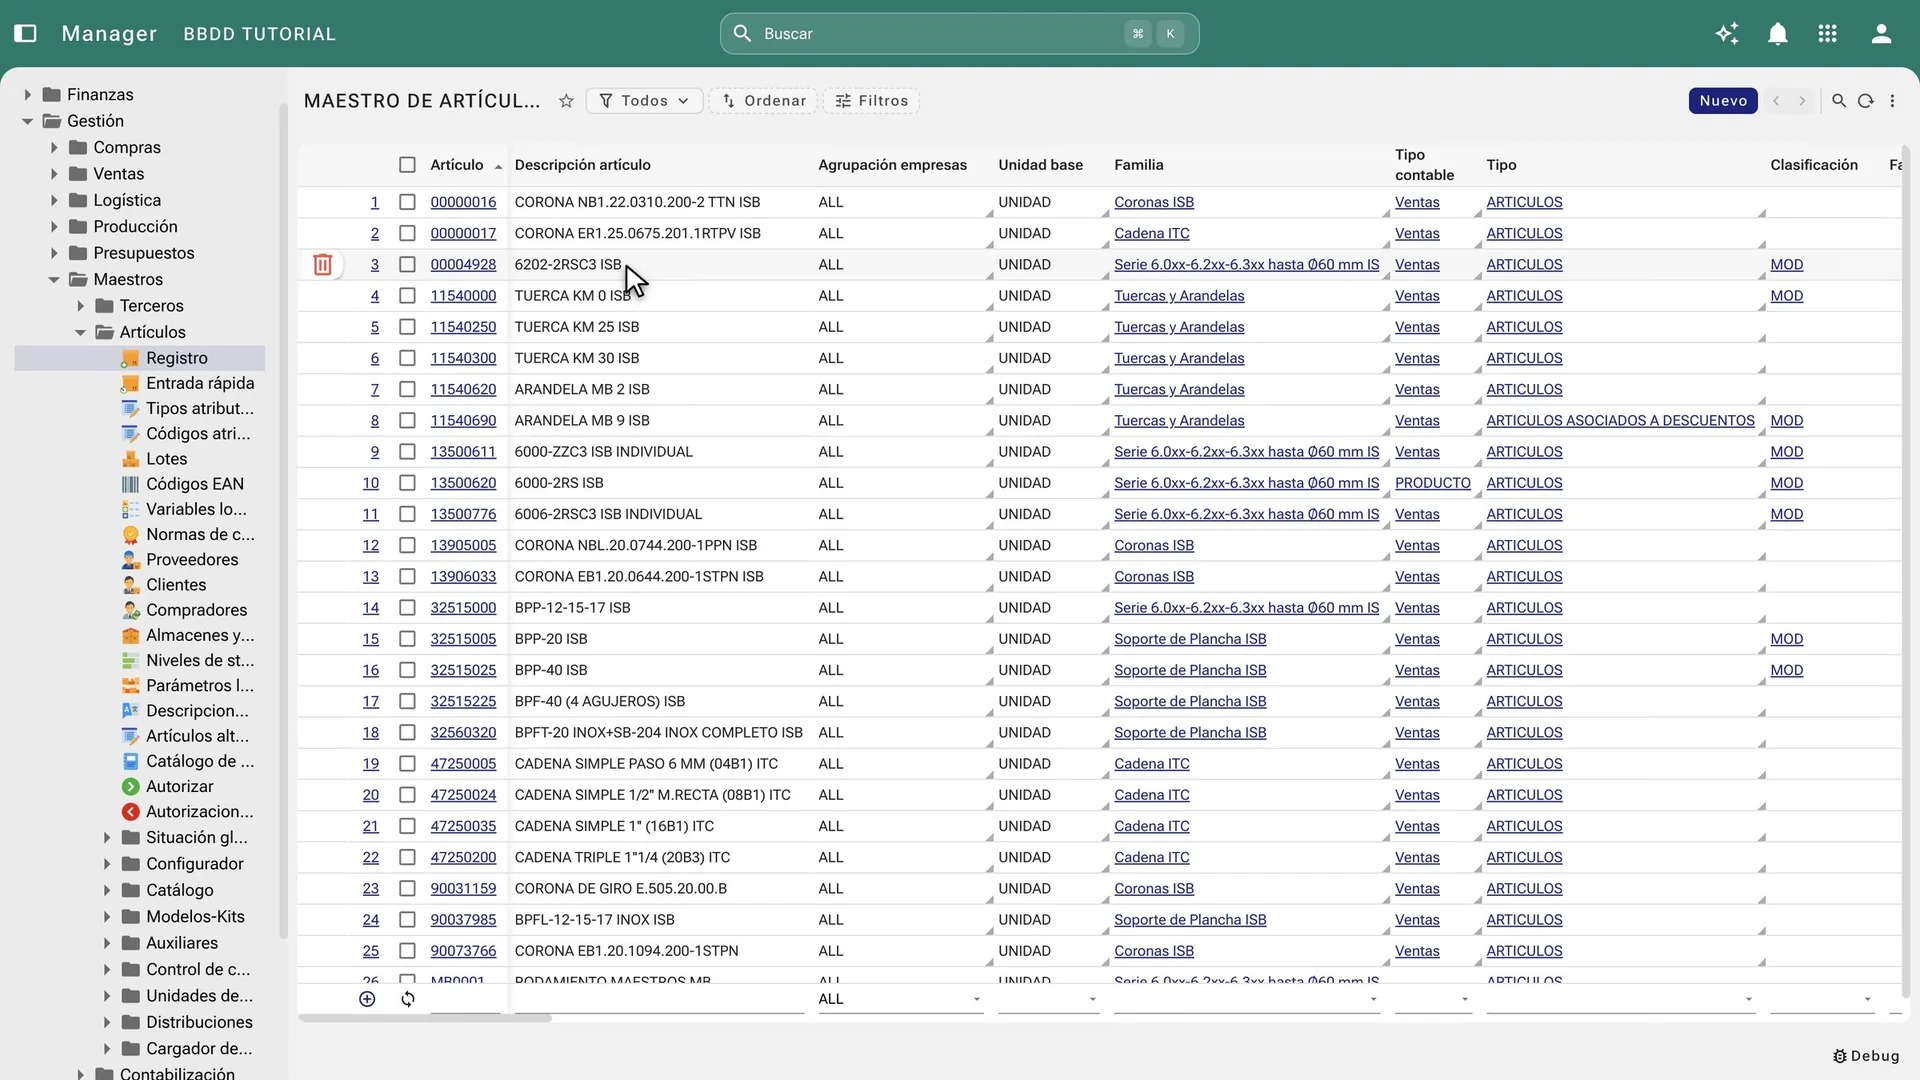 Manager
BBDD TUTORIAL
Buscar
⌘ K
Finanzas
Gestión
Compras
Ventas
Logística
Producción
Presupuestos
Maestros
Terceros
Artículos
Registro
Entrada rápida
Tipos atribut...
Códigos atri...
Lotes
Códigos EAN
Variables lo...
Normas de c...
Proveedores
Clientes
Compradores
Almacenes y...
Niveles de st...
Parámetros l...
Descripcion...
Artículos alt...
Catálogo de ...
Autorizar
Autorizacion...
Situación gl...
Configurador
Catálogo
Modelos-Kits
Auxiliares
Control de c...
Unidades de...
Distribuciones
Cargador de...
Contabilización
MAESTRO DE ARTÍCUL...
Todos
Ordenar
Filtros
Nuevo
Artículo Descripción artículo Agrupación empresas Unidad base Familia Tipo contable Tipo Clasificación Fa
1 00000016 CORONA NB1.22.0310.200-2 TTN ISB ALL UNIDAD Coronas ISB Ventas ARTICULOS
2 00000017 CORONA ER1.25.0675.201.1RTPV ISB ALL UNIDAD Cadena ITC Ventas ARTICULOS
3 00004928 6202-2RSC3 ISB ALL UNIDAD Serie 6.0xx-6.2xx-6.3xx hasta Ø60 mm IS Ventas ARTICULOS MOD
4 11540000 TUERCA KM 0 ISB ALL UNIDAD Tuercas y Arandelas Ventas ARTICULOS MOD
5 11540250 TUERCA KM 25 ISB ALL UNIDAD Tuercas y Arandelas Ventas ARTICULOS
6 11540300 TUERCA KM 30 ISB ALL UNIDAD Tuercas y Arandelas Ventas ARTICULOS
7 11540620 ARANDELA MB 2 ISB ALL UNIDAD Tuercas y Arandelas Ventas ARTICULOS
8 11540690 ARANDELA MB 9 ISB ALL UNIDAD Tuercas y Arandelas Ventas ARTICULOS ASOCIADOS A DESCUENTOS MOD
9 13500611 6000-ZZC3 ISB INDIVIDUAL ALL UNIDAD Serie 6.0xx-6.2xx-6.3xx hasta Ø60 mm IS Ventas ARTICULOS MOD
10 13500620 6000-2RS ISB ALL UNIDAD Serie 6.0xx-6.2xx-6.3xx hasta Ø60 mm IS PRODUCTO ARTICULOS MOD
11 13500776 6006-2RSC3 ISB INDIVIDUAL ALL UNIDAD Serie 6.0xx-6.2xx-6.3xx hasta Ø60 mm IS Ventas ARTICULOS MOD
12 13905005 CORONA NBL.20.0744.200-1PPN ISB ALL UNIDAD Coronas ISB Ventas ARTICULOS
13 13906033 CORONA EB1.20.0644.200-1STPN ISB ALL UNIDAD Coronas ISB Ventas ARTICULOS
14 32515000 BPP-12-15-17 ISB ALL UNIDAD Serie 6.0xx-6.2xx-6.3xx hasta Ø60 mm IS Ventas ARTICULOS
15 32515005 BPP-20 ISB ALL UNIDAD Soporte de Plancha ISB Ventas ARTICULOS MOD
16 32515025 BPP-40 ISB ALL UNIDAD Soporte de Plancha ISB Ventas ARTICULOS MOD
17 32515225 BPF-40 (4 AGUJEROS) ISB ALL UNIDAD Soporte de Plancha ISB Ventas ARTICULOS
18 32560320 BPFT-20 INOX+SB-204 INOX COMPLETO ISB ALL UNIDAD Soporte de Plancha ISB Ventas ARTICULOS
19 47250005 CADENA SIMPLE PASO 6 MM (04B1) ITC ALL UNIDAD Cadena ITC Ventas ARTICULOS
20 47250024 CADENA SIMPLE 1/2" M.RECTA (08B1) ITC ALL UNIDAD Cadena ITC Ventas ARTICULOS
21 47250035 CADENA SIMPLE 1" (16B1) ITC ALL UNIDAD Cadena ITC Ventas ARTICULOS
22 47250200 CADENA TRIPLE 1"1/4 (20B3) ITC ALL UNIDAD Cadena ITC Ventas ARTICULOS
23 90031159 CORONA DE GIRO E.505.20.00.B ALL UNIDAD Coronas ISB Ventas ARTICULOS
24 90037985 BPFL-12-15-17 INOX ISB ALL UNIDAD Soporte de Plancha ISB Ventas ARTICULOS
25 90073766 CORONA EB1.20.1094.200-1STPN ALL UNIDAD Coronas ISB Ventas ARTICULOS
26 MB0001 RODAMIENTO MAESTROS MB ALL UNIDAD Serie 6.0xx-6.2xx-6.3xx hasta Ø60 mm IS Ventas ARTICULOS
ALL
Debug